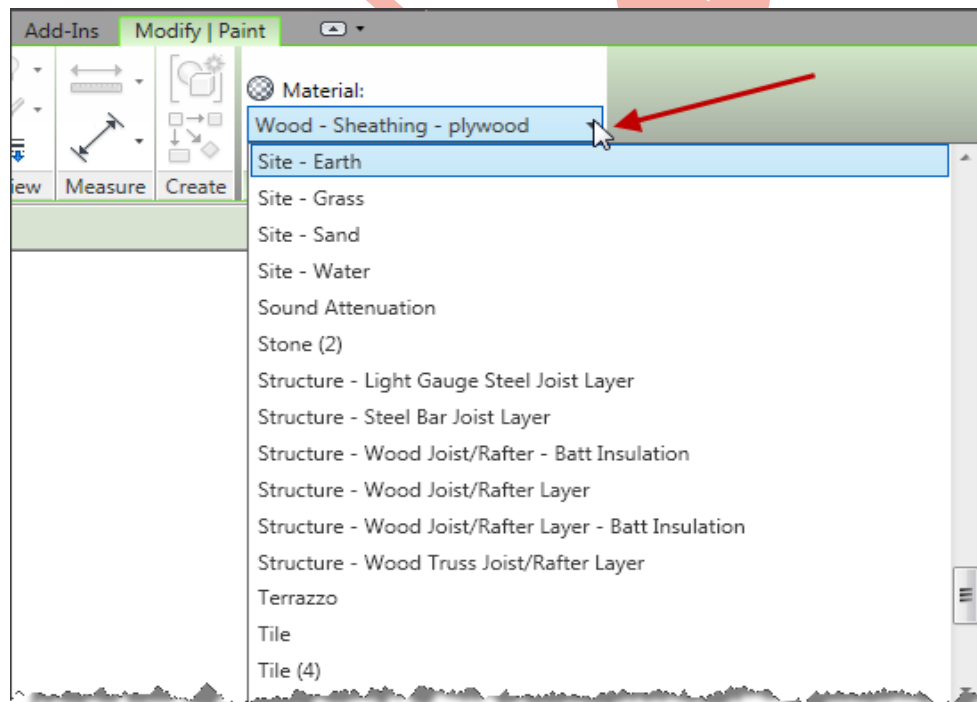 Add-Ins Modify | Paint
Material:
Wood - Sheathing - plywood
iew Measure Create
Site - Earth
Site - Grass
Site - Sand
Site - Water
Sound Attenuation
Stone (2)
Structure - Light Gauge Steel Joist Layer
Structure - Steel Bar Joist Layer
Structure - Wood Joist/Rafter - Batt Insulation
Structure - Wood Joist/Rafter Layer
Structure - Wood Joist/Rafter Layer - Batt Insulation
Structure - Wood Truss Joist/Rafter Layer
Terrazzo
Tile
Tile (4)